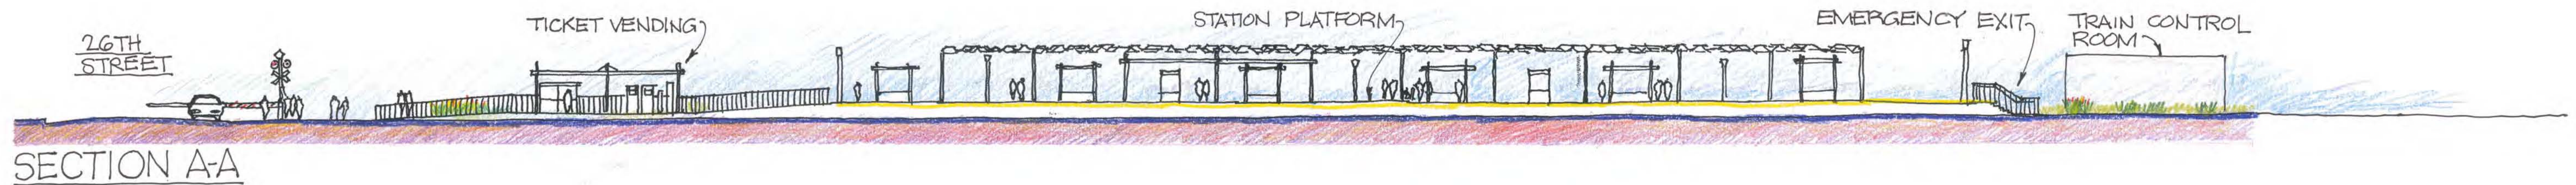 26TH
STREET
TICKET VENDING
STATION PLATFORM
EMERGENCY EXIT
TRAIN CONTROL
ROOM
SECTION A-A